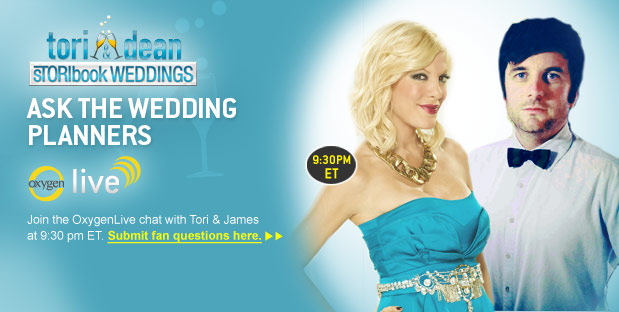 tori & dean
sTORIbook WEDDINGS
ASK THE WEDDING
PLANNERS
oxygen live
Join the OxygenLive chat with Tori & James
at 9:30 pm ET. Submit fan questions here.
9:30PM
ET